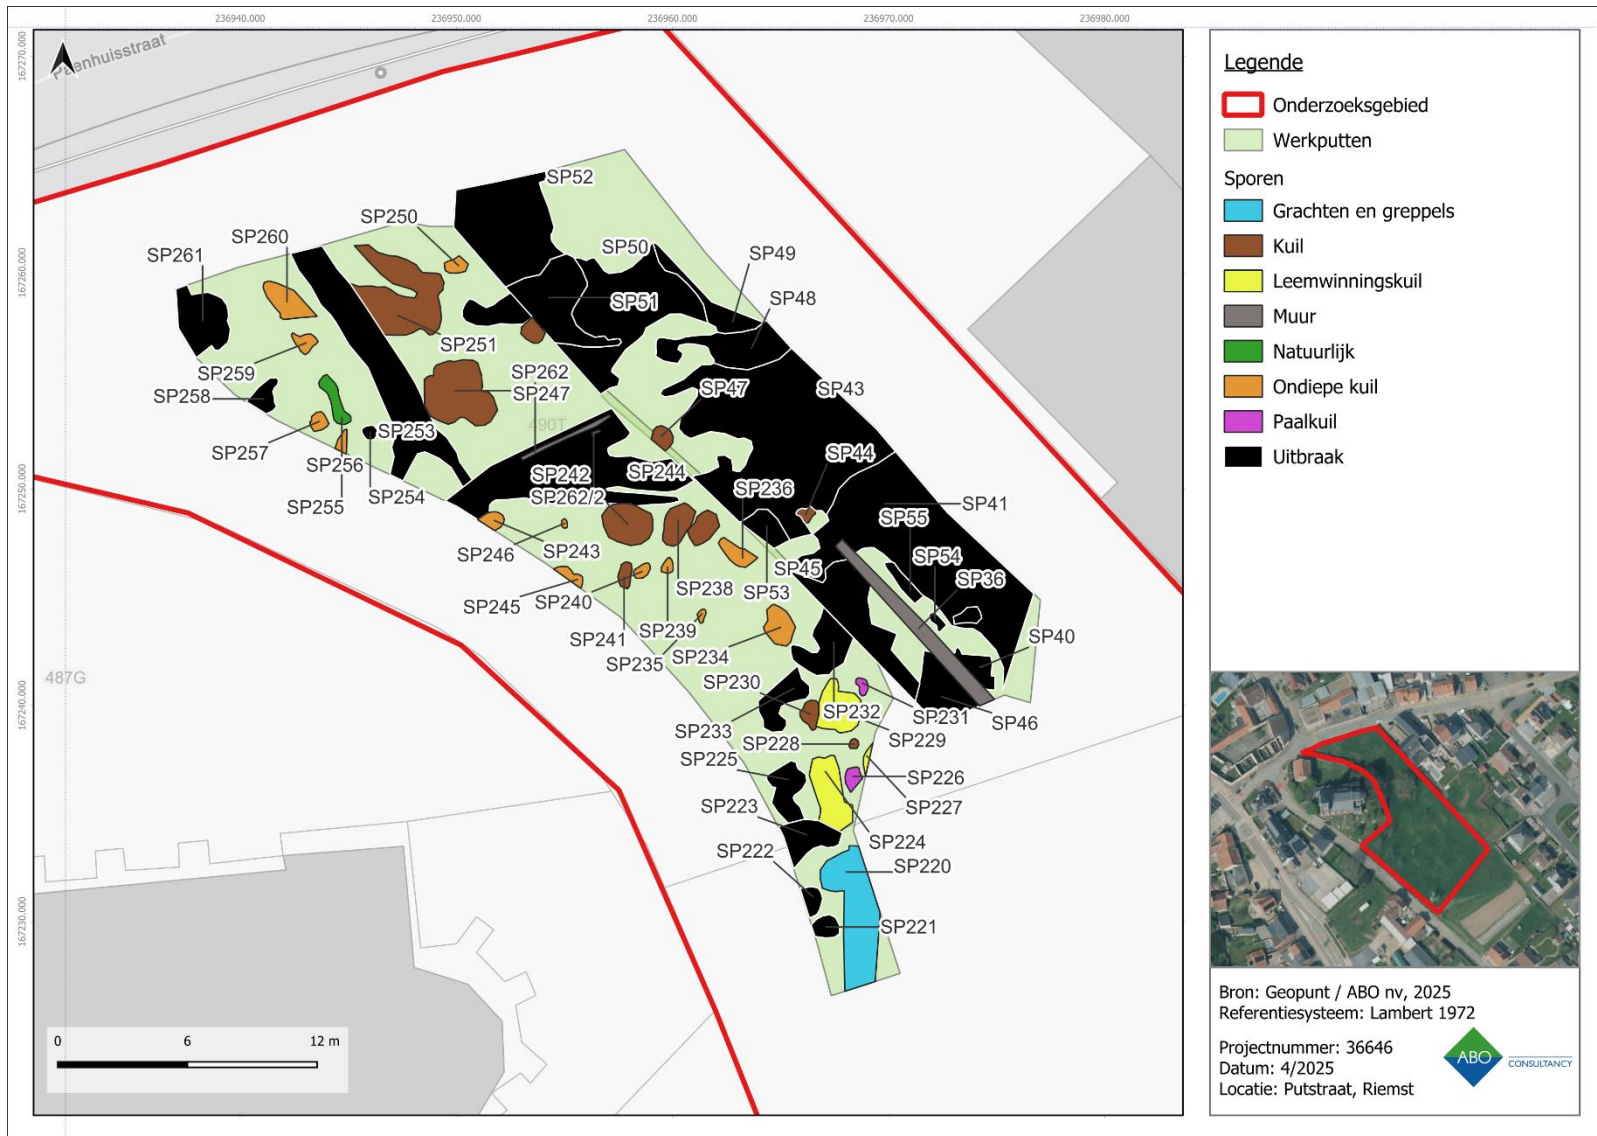 236940.000
236950.000
236960.000
236970.000
236980.000
167270.000
167260.000
167250.000
167240.000
167230.000
Paenhuisstraat
SP52
SP250
SP260
SP50
SP261
SP49
SP48
SP51
SP251
SP259
SP262
SP47
SP43
SP247
SP258
490T
SP253
SP44
SP257
SP256
SP242
SP244
SP236
SP255
SP254
SP262/2
SP41
SP55
SP246
SP243
SP54
SP45
SP36
SP245
SP240
SP238
SP53
SP241
SP239
SP40
SP235
SP234
487G
SP230
SP232
SP231
SP46
SP233
SP228
SP229
SP225
SP226
SP223
SP227
SP224
SP222
SP220
SP221
0 6 12 m
Legende
Onderzoeksgebied
Werkputten
Sporen
Grachten en greppels
Kuil
Leemwinningskuil
Muur
Natuurlijk
Ondiepe kuil
Paalkuil
Uitbraak
Bron: Geopunt / ABO nv, 2025
Referentiesysteem: Lambert 1972
Projectnummer: 36646
Datum: 4/2025
Locatie: Putstraat, Riemst
ABO
CONSULTANCY